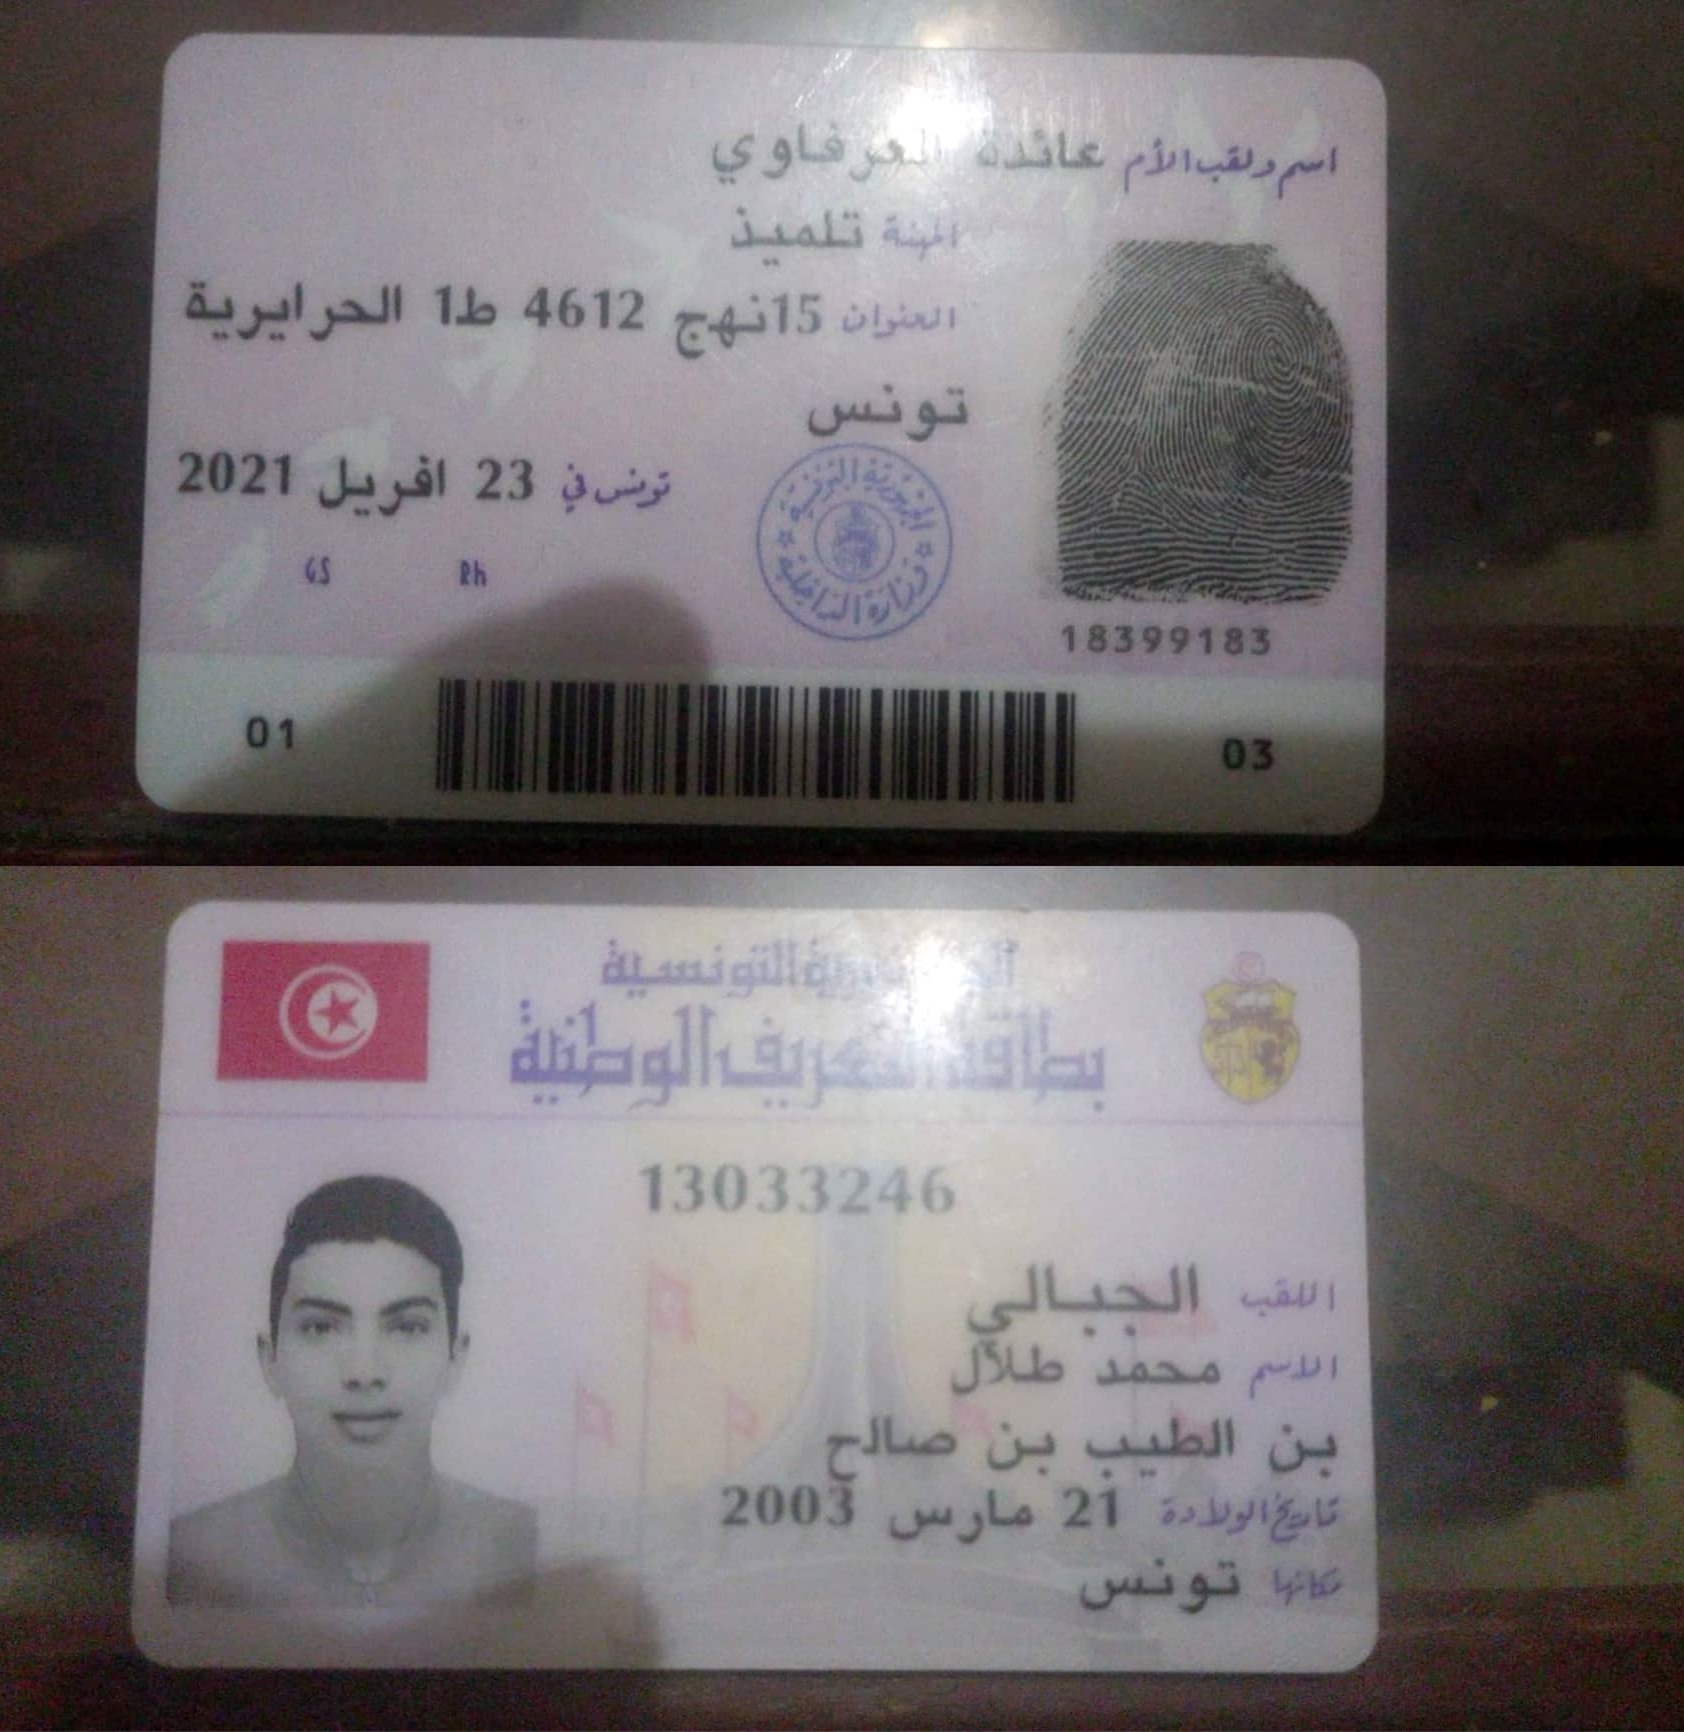 اسم ولقب الأم عائدة العرفاوي
المهنة تلميذ
العنوان 15نهج 4612 ط1 الحرايرية
تونس
تونس في 23 افريل 2021
GS Rh
الجمهورية التونسية
وزارة الداخلية
18399183
01
03
الجمهورية التونسية
بطاقة التعريف الوطنية
13033246
اللقب الجبالي
الاسم محمد طلال
بن الطيب بن صالح
تاريخ الولادة 21 مارس 2003
مكانها تونس